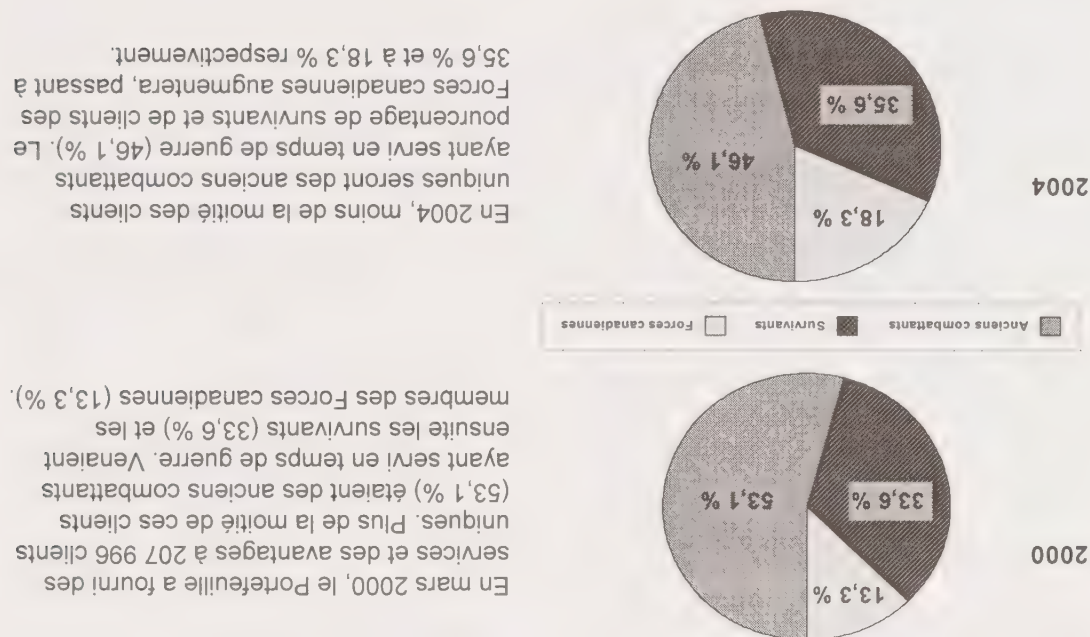 2000
13,3 %
33,6 %
53,1 %
En mars 2000, le Portefeuille a fourni des
services et des avantages à 207 996 clients
uniques. Plus de la moitié de ces clients
(53,1 %) étaient des anciens combattants
ayant servi en temps de guerre. Venaient
ensuite les survivants (33,6 %) et les
membres des Forces canadiennes (13,3 %).
Anciens combattants Survivants Forces canadiennes
2004
18,3 %
46,1 %
35,6 %
En 2004, moins de la moitié des clients
uniques seront des anciens combattants
ayant servi en temps de guerre (46,1 %). Le
pourcentage de survivants et de clients des
Forces canadiennes augmentera, passant à
35,6 % et à 18,3 % respectivement.